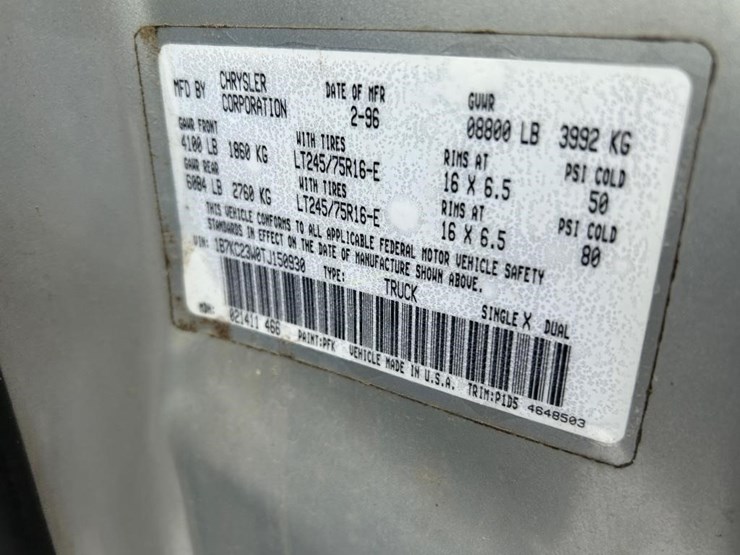 MFD BY CHRYSLER CORPORATION DATE OF MFR 2-96 GVWR 08800 LB 3992 KG
GAWR FRONT WITH TIRES RIMS AT PSI COLD
4100 LB 1860 KG LT245/75R16-E 16 X 6.5 50
GAWR REAR WITH TIRES RIMS AT PSI COLD
6084 LB 2760 KG LT245/75R16-E 16 X 6.5 80
THIS VEHICLE CONFORMS TO ALL APPLICABLE FEDERAL MOTOR VEHICLE SAFETY
STANDARDS IN EFFECT ON THE DATE OF MANUFACTURE SHOWN ABOVE.
VIN: 1B7KC23W0TJ150930 TYPE: TRUCK SINGLE X DUAL
MDH: 021411 466 PAINT:PFK VEHICLE MADE IN U.S.A. TRIM:P1D5 4648503